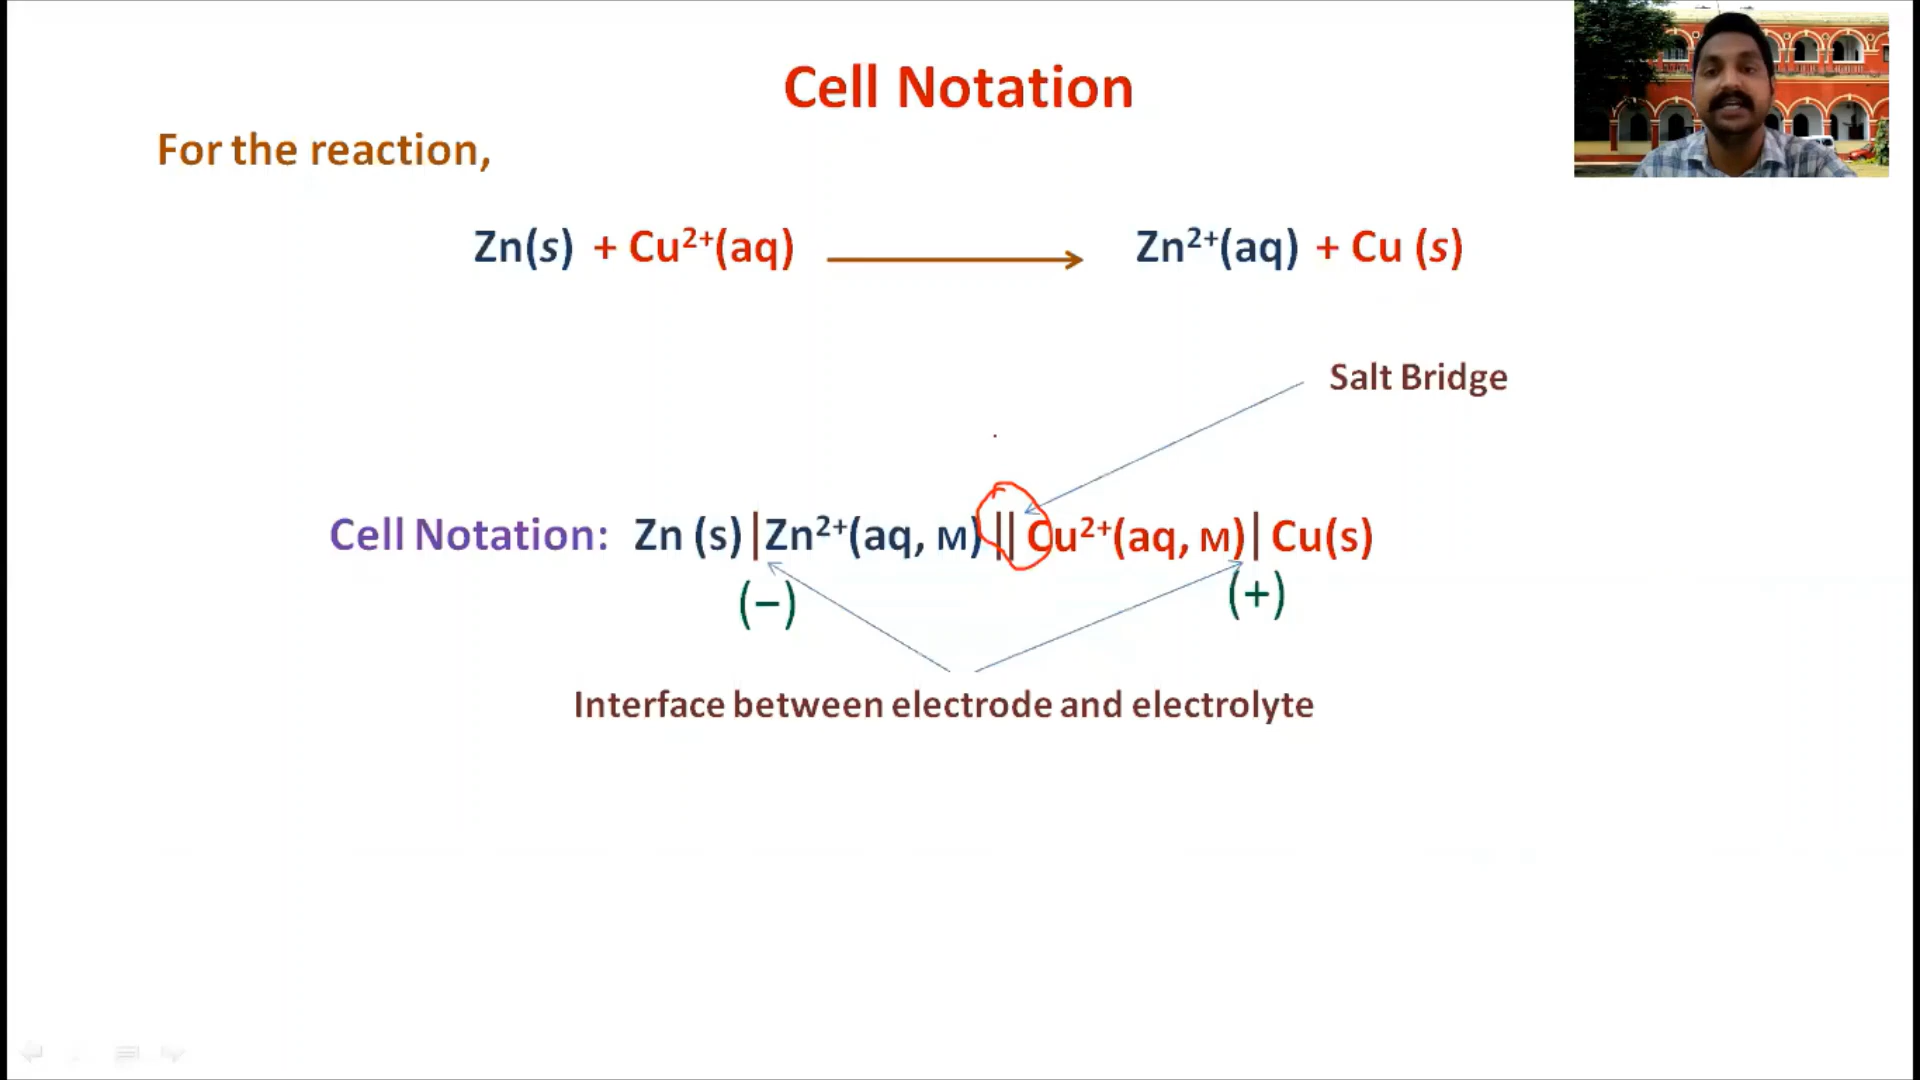 Cell Notation
For the reaction,
Zn(s) + Cu²⁺(aq) → Zn²⁺(aq) + Cu (s)
Salt Bridge
Cell Notation: Zn (s)|Zn²⁺(aq, M) || Cu²⁺(aq, M)| Cu(s)
(−) (+)
Interface between electrode and electrolyte